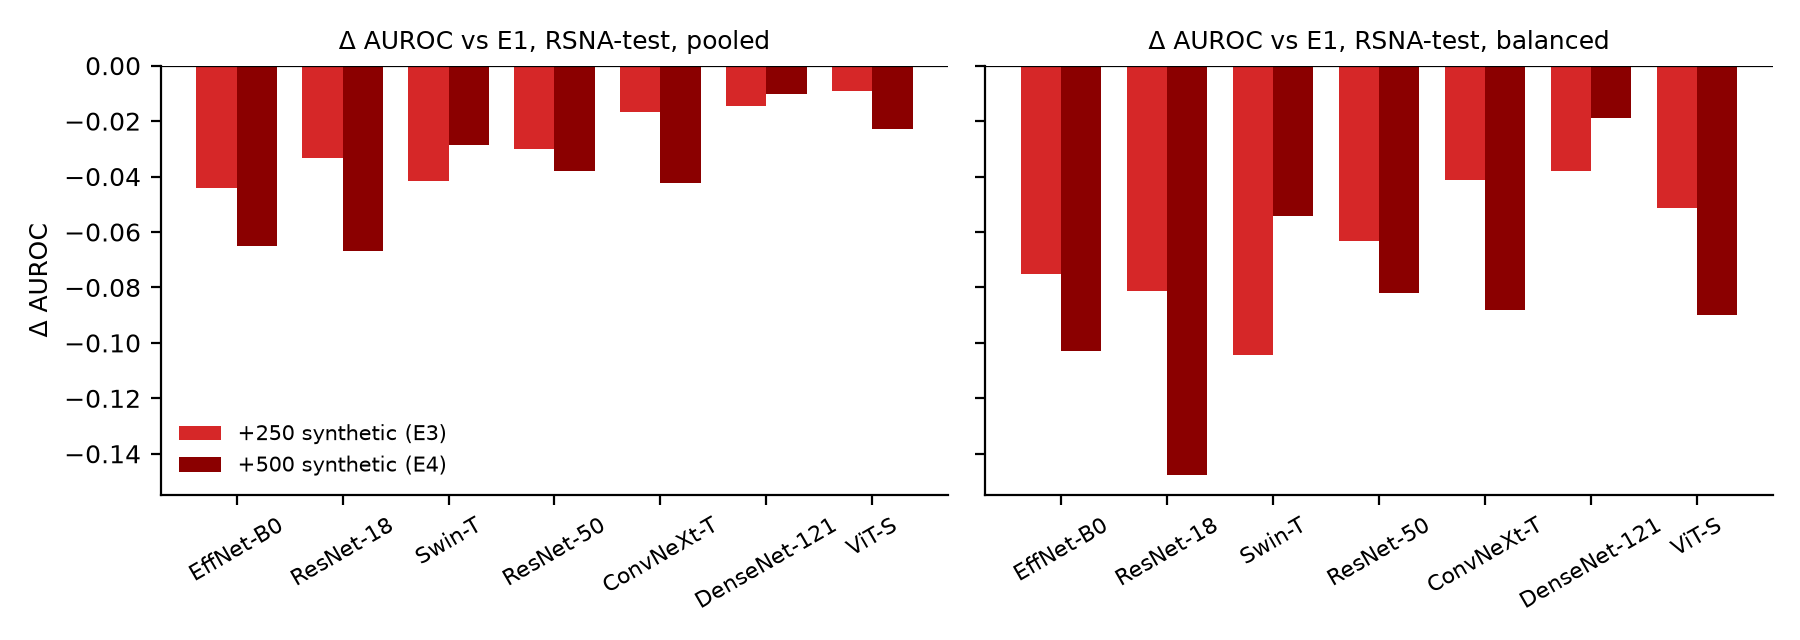 Δ AUROC vs E1, RSNA-test, pooled
Δ AUROC vs E1, RSNA-test, balanced
Δ AUROC
0.00
−0.02
−0.04
−0.06
−0.08
−0.10
−0.12
−0.14
+250 synthetic (E3)
+500 synthetic (E4)
EffNet-B0
ResNet-18
Swin-T
ResNet-50
ConvNeXt-T
DenseNet-121
ViT-S
EffNet-B0
ResNet-18
Swin-T
ResNet-50
ConvNeXt-T
DenseNet-121
ViT-S